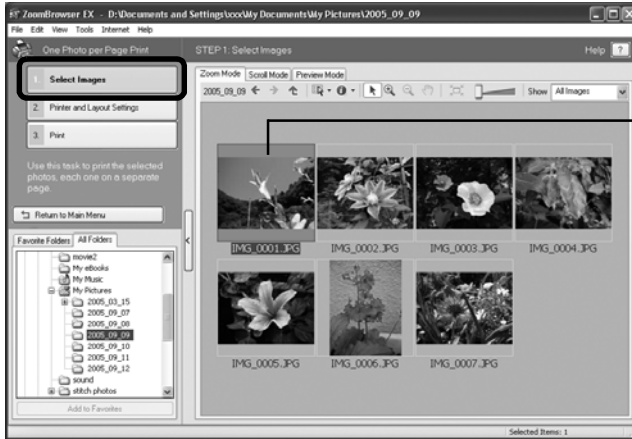 ZoomBrowser EX - D:\Documents and Settings\xxx\My Documents\My Pictures\2005_09_09
File Edit View Tools Internet Help
One Photo per Page Print
STEP 1: Select Images
Help ?
1. Select Images
2. Printer and Layout Settings
3. Print
Use this task to print the selected
photos, each one on a separate
page.
Return to Main Menu
Favorite Folders All Folders
movie2
My eBooks
My Music
My Pictures
2005_03_15
2005_09_07
2005_09_08
2005_09_09
2005_09_10
2005_09_11
2005_09_12
sound
stitch photos
Add to Favorites
Zoom Mode Scroll Mode Preview Mode
2005_09_09
Show All Images
IMG_0001.JPG IMG_0002.JPG IMG_0003.JPG IMG_0004.JPG
IMG_0005.JPG IMG_0006.JPG IMG_0007.JPG
Selected Items: 1